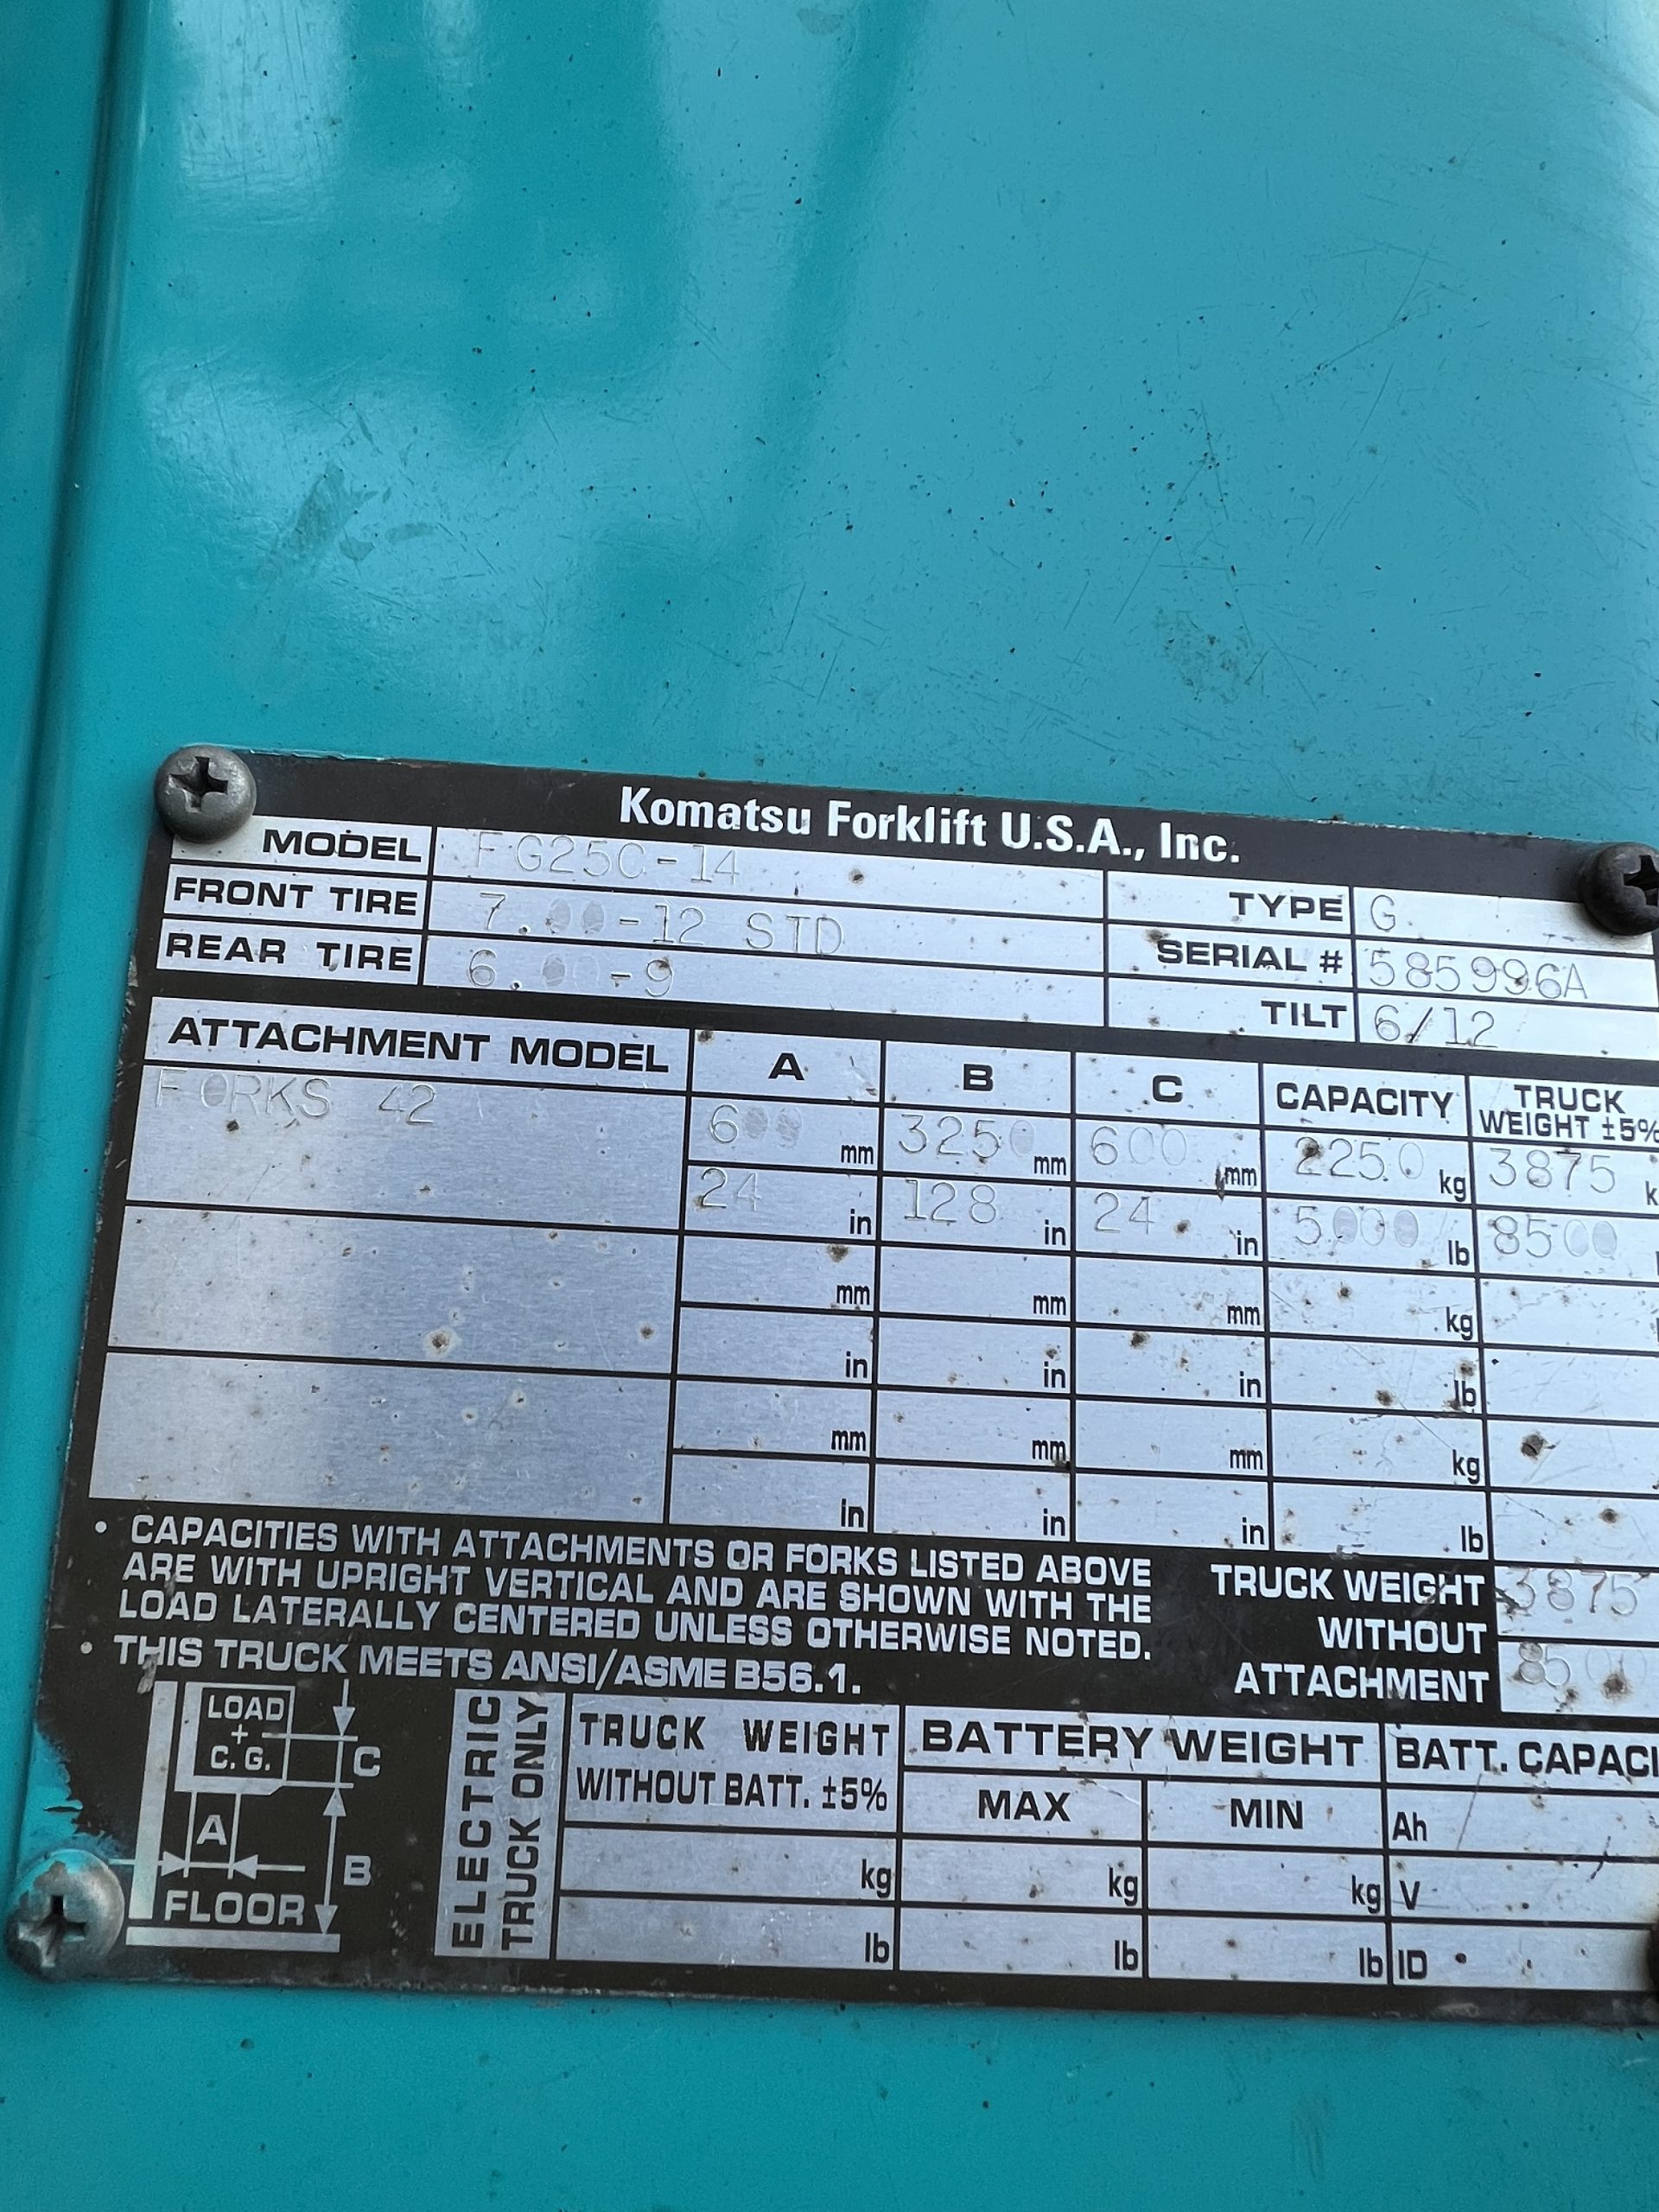 Komatsu Forklift U.S.A., Inc.
MODEL FG25C-14
FRONT TIRE 7.00-12 STD TYPE G
REAR TIRE 6.00-9 SERIAL # 585996A
TILT 6/12
ATTACHMENT MODEL A B C CAPACITY TRUCK WEIGHT ±5%
FORKS 42 600 mm 3250 mm 600 mm 2250 kg 3875 k
24 in 128 in 24 in 5000 lb 8500
mm mm mm kg
in in in lb
mm mm mm kg
in in in lb
• CAPACITIES WITH ATTACHMENTS OR FORKS LISTED ABOVE
ARE WITH UPRIGHT VERTICAL AND ARE SHOWN WITH THE
LOAD LATERALLY CENTERED UNLESS OTHERWISE NOTED.
• THIS TRUCK MEETS ANSI/ASME B56.1.
TRUCK WEIGHT 3875
WITHOUT
ATTACHMENT 8500
LOAD
+
C.G.
C
A
B
FLOOR
ELECTRIC
TRUCK ONLY
TRUCK WEIGHT
WITHOUT BATT. ±5%
kg
lb
BATTERY WEIGHT
MAX MIN
kg kg
lb lb
BATT. CAPACI
Ah
V
ID